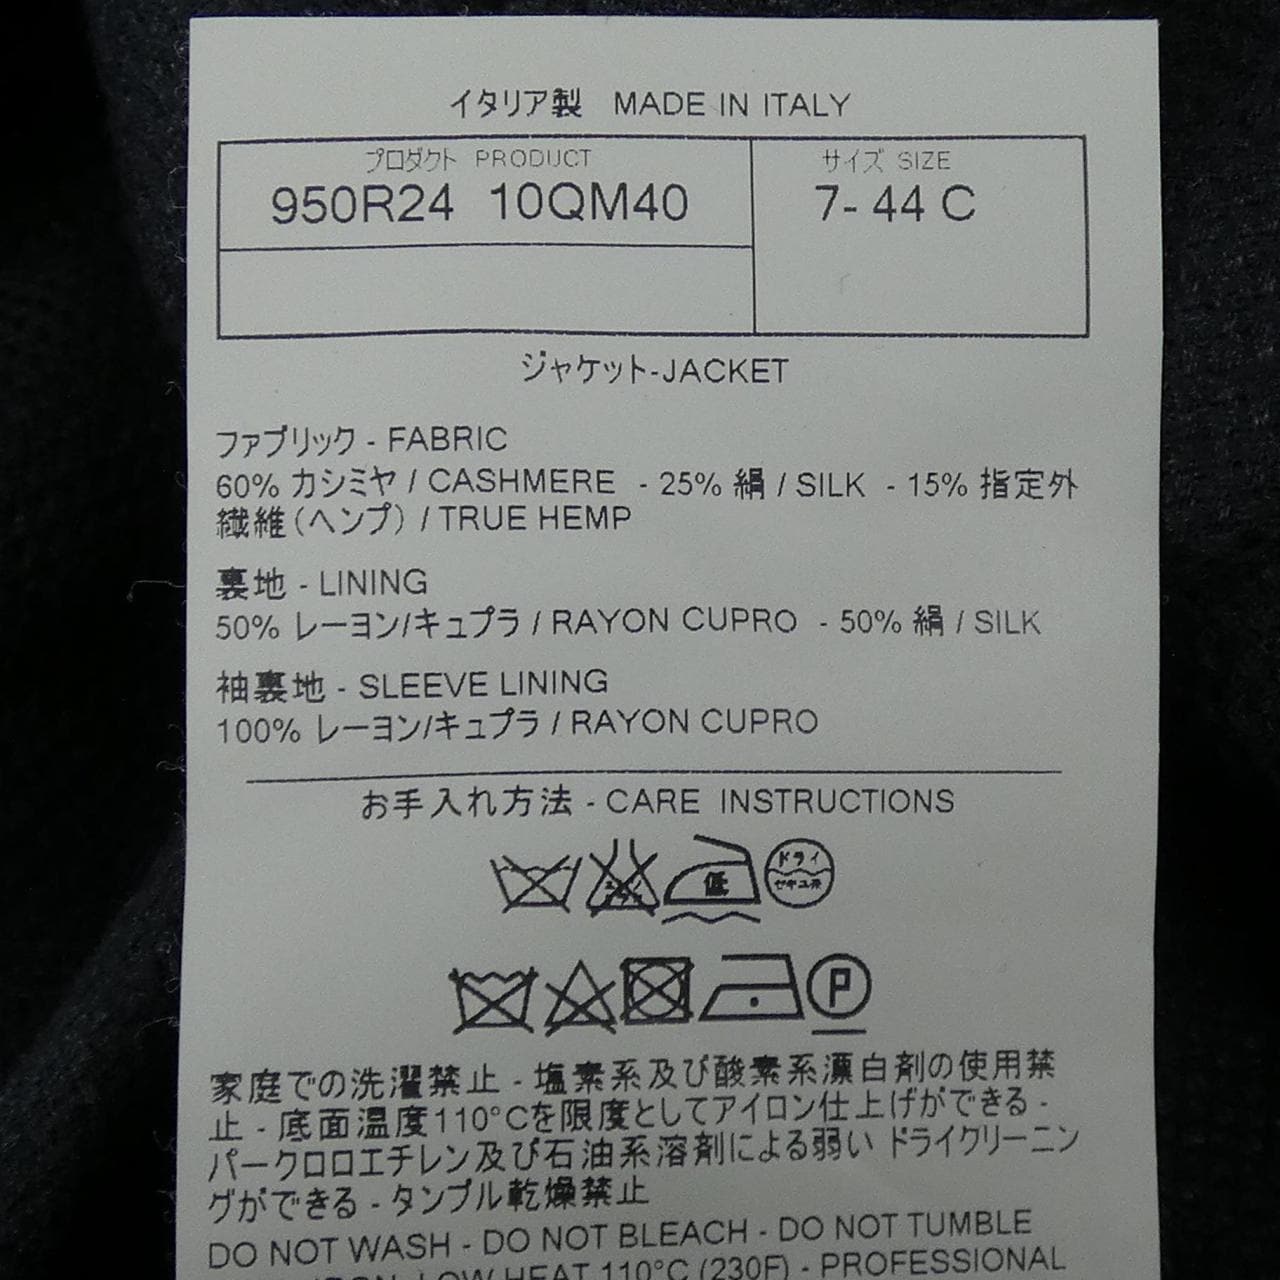 イタリア製 MADE IN ITALY
プロダクト PRODUCT
950R24 10QM40
サイズ SIZE
7- 44 C
ジャケット-JACKET
ファブリック - FABRIC
60% カシミヤ / CASHMERE - 25% 絹 / SILK - 15% 指定外
繊維(ヘンプ) / TRUE HEMP
裏地 - LINING
50% レーヨン/キュプラ / RAYON CUPRO - 50% 絹 / SILK
袖裏地 - SLEEVE LINING
100% レーヨン/キュプラ / RAYON CUPRO
お手入れ方法 - CARE INSTRUCTIONS
低
ドライ
セキユ系
P
家庭での洗濯禁止 - 塩素系及び酸素系漂白剤の使用禁
止 - 底面温度110°Cを限度としてアイロン仕上げができる -
パークロロエチレン及び石油系溶剤による弱い ドライクリーニン
グができる - タンブル乾燥禁止
DO NOT WASH - DO NOT BLEACH - DO NOT TUMBLE
IRON LOW HEAT 110°C (230F) - PROFESSIONAL